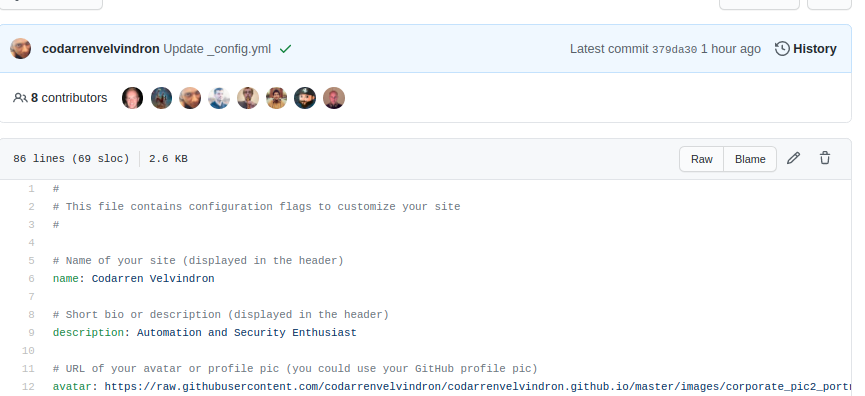 codarrenvelvindron Update _config.yml Latest commit 379da30 1 hour ago History
8 contributors
86 lines (69 sloc) 2.6 KB Raw Blame
1 #
2 # This file contains configuration flags to customize your site
3 #
4
5 # Name of your site (displayed in the header)
6 name: Codarren Velvindron
7
8 # Short bio or description (displayed in the header)
9 description: Automation and Security Enthusiast
10
11 # URL of your avatar or profile pic (you could use your GitHub profile pic)
12 avatar: https://raw.githubusercontent.com/codarrenvelvindron/codarrenvelvindron.github.io/master/images/corporate_pic2_portr